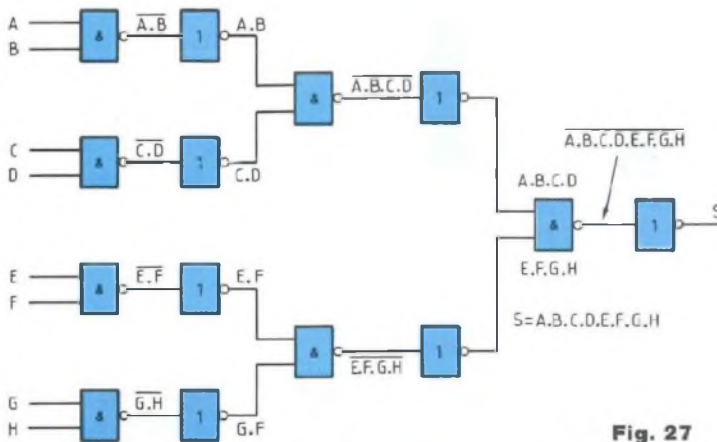 A
B
&
A.B
1
A.B
C
D
&
C.D
1
C.D
&
A.B.C.D
1
E
F
&
E.F
1
E.F
G
H
&
G.H
1
G.F
&
E.F.G.H
1
A.B.C.D
&
E.F.G.H
A.B.C.D.E.F.G.H
1
S
S=A.B.C.D.E.F.G.H
Fig. 27